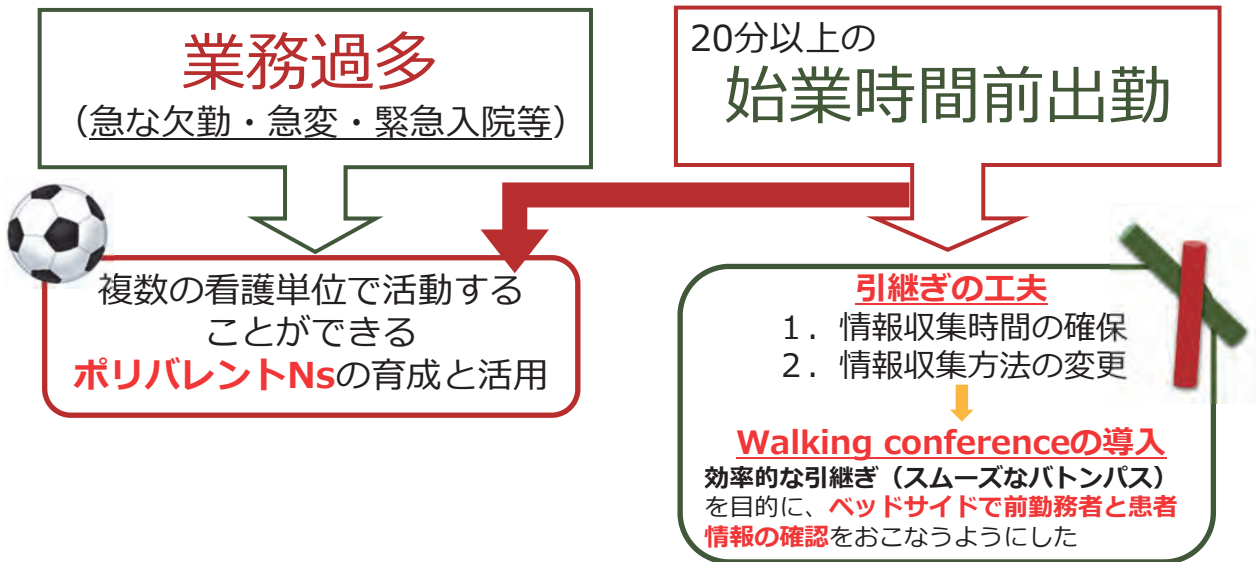 業務過多
（急な欠勤・急変・緊急入院等）
20分以上の
始業時間前出勤
複数の看護単位で活動する
ことができる
ポリバレントNsの育成と活用
引継ぎの工夫
１．情報収集時間の確保
２．情報収集方法の変更
Walking conferenceの導入
効率的な引継ぎ（スムーズなバトンパス）
を目的に、ベッドサイドで前勤務者と患者
情報の確認をおこなうようにした